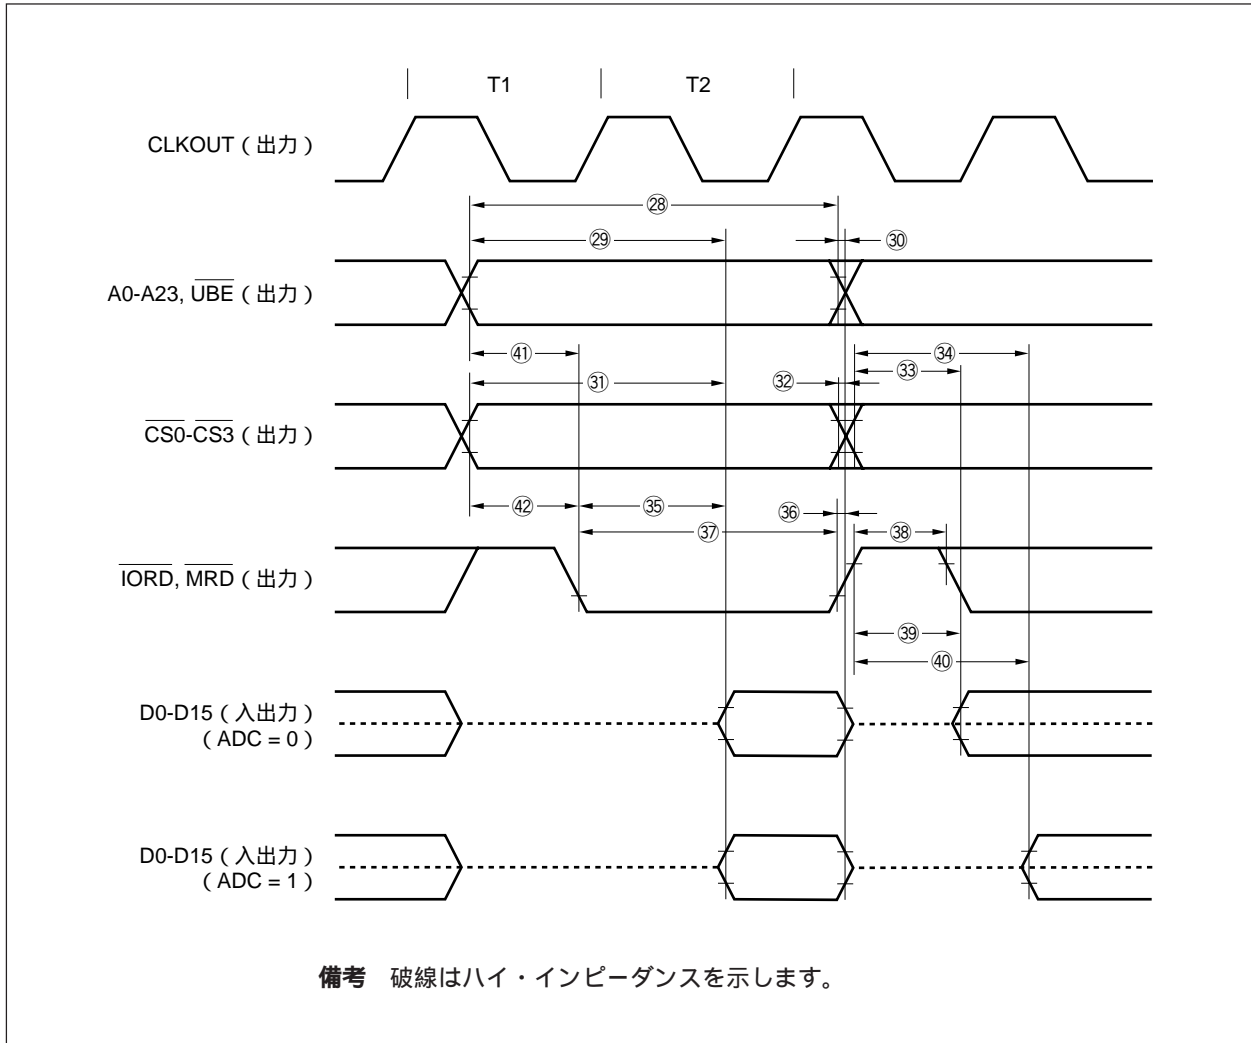 T1 T2
CLKOUT（出力）
㉘
㉙ ㉚
A0-A23, UBE（出力）
㊶ ㉞
㉛ ㉜ ㉝
CS0-CS3（出力）
㊷ ㉟ ㊱
㊲ ㊳
IORD, MRD（出力）
㊴
㊵
D0-D15（入出力）
（ADC = 0）
D0-D15（入出力）
（ADC = 1）
備考 破線はハイ・インピーダンスを示します。